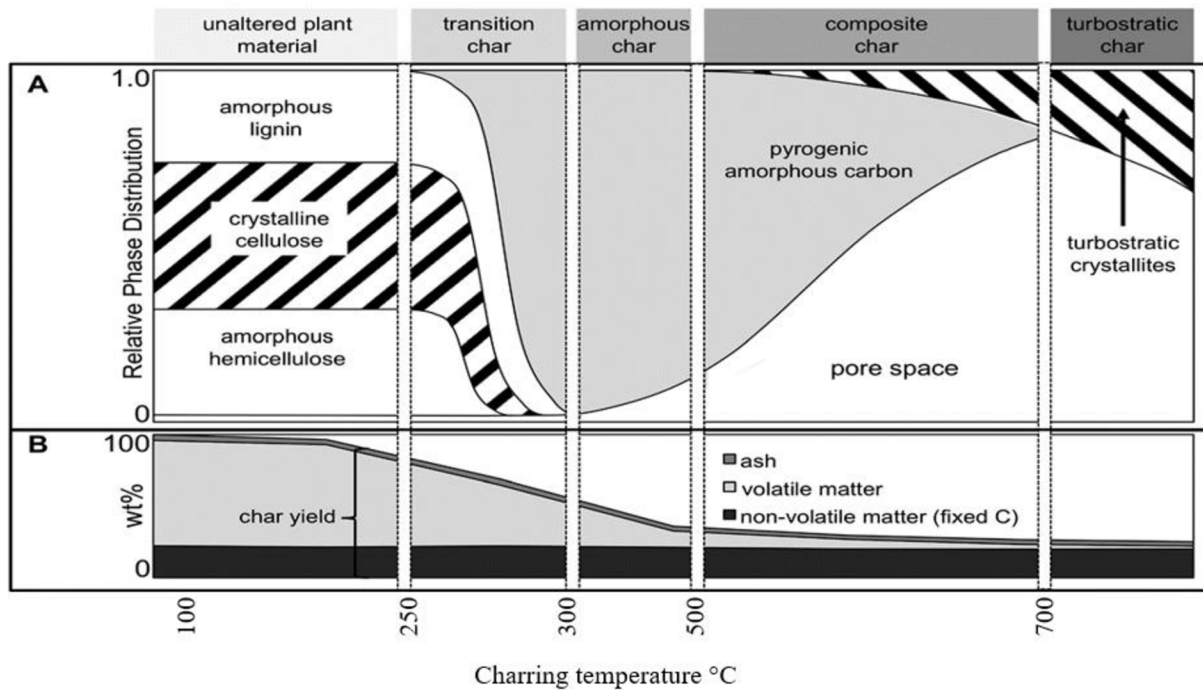 unaltered plant
material
transition
char
amorphous
char
composite
char
turbostratic
char
A
1.0
0
Relative Phase Distribution
amorphous
lignin
crystalline
cellulose
amorphous
hemicellulose
pyrogenic
amorphous carbon
turbostratic
crystallites
pore space
B
100
0
wt%
char yield
ash
volatile matter
non-volatile matter (fixed C)
100
250
300
500
700
Charring temperature °C